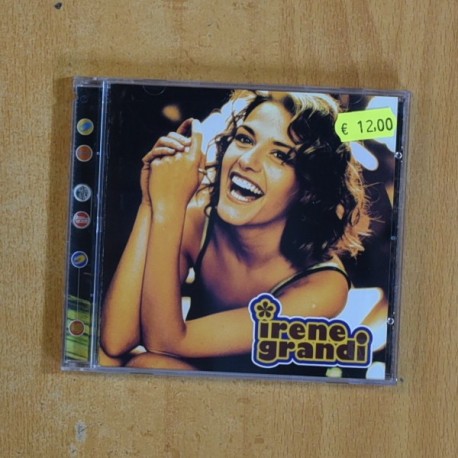 € 12,00
irene
grandi